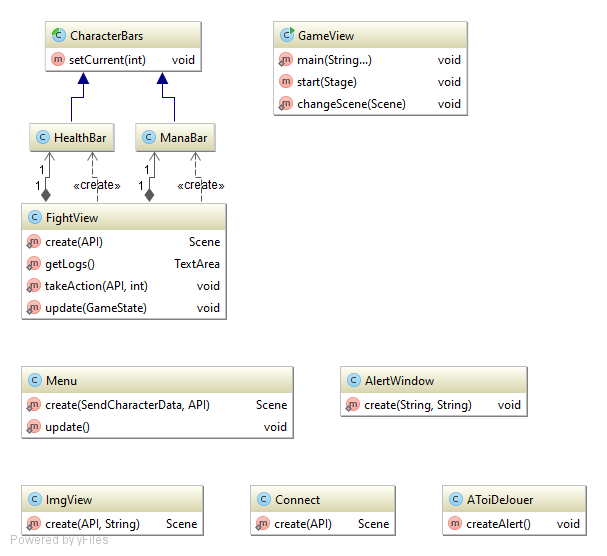 CharacterBars
setCurrent(int) void
GameView
main(String...) void
start(Stage) void
changeScene(Scene) void
HealthBar
ManaBar
1 1
1 «create» 1 «create»
FightView
create(API) Scene
getLogs() TextArea
takeAction(API, int) void
update(GameState) void
Menu
create(SendCharacterData, API) Scene
update() void
AlertWindow
create(String, String) void
ImgView
create(API, String) Scene
Connect
create(API) Scene
AToiDeJouer
createAlert() void
Powered by yFiles